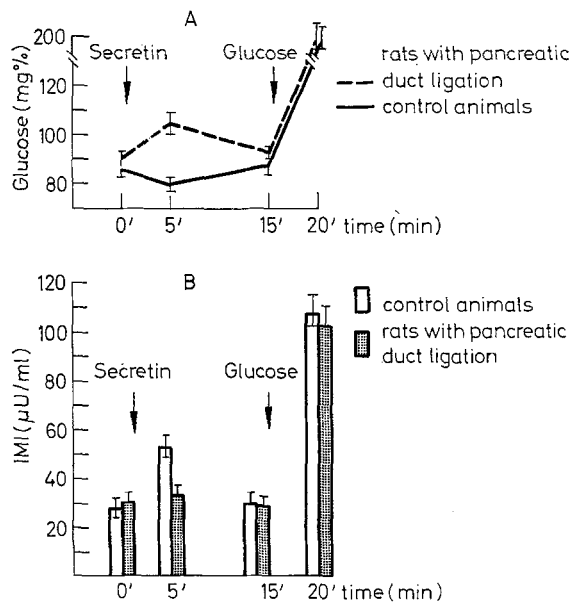 A
Glucose (mg%)
200
120
100
80
Secretin
Glucose
rats with pancreatic
duct ligation
control animals
0' 5' 15' 20' time (min)
B
IMI (μU/ml)
120
100
80
60
40
20
Secretin
Glucose
control animals
rats with pancreatic
duct ligation
0' 5' 15' 20' time (min)